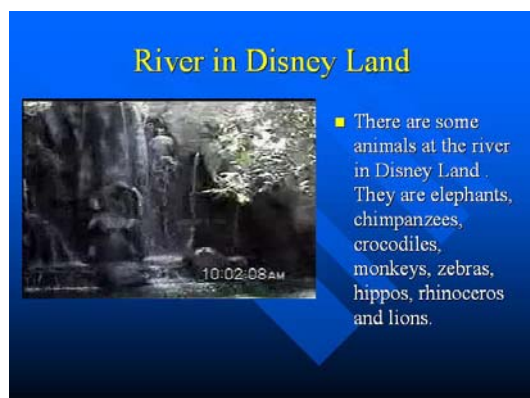 River in Disney Land
There are some
animals at the river
in Disney Land .
They are elephants,
chimpanzees,
crocodiles,
monkeys, zebras,
hippos, rhinoceros
and lions.
10:02:08AM